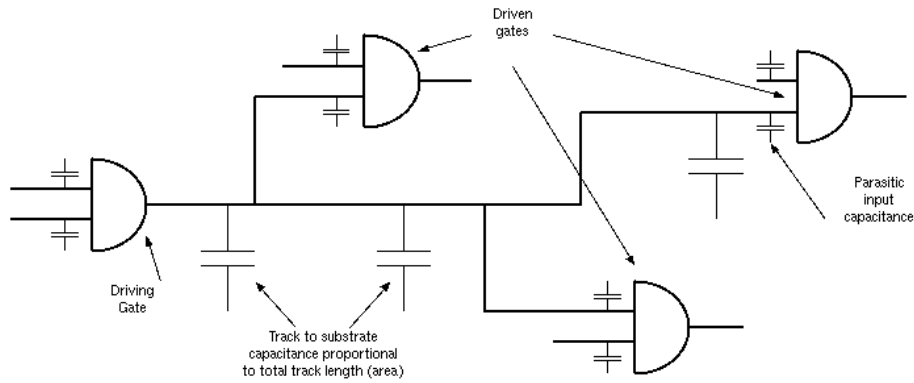 Driven
gates
Parasitic
input
capacitance
Driving
Gate
Track to substrate
capacitance proportional
to total track length (area)